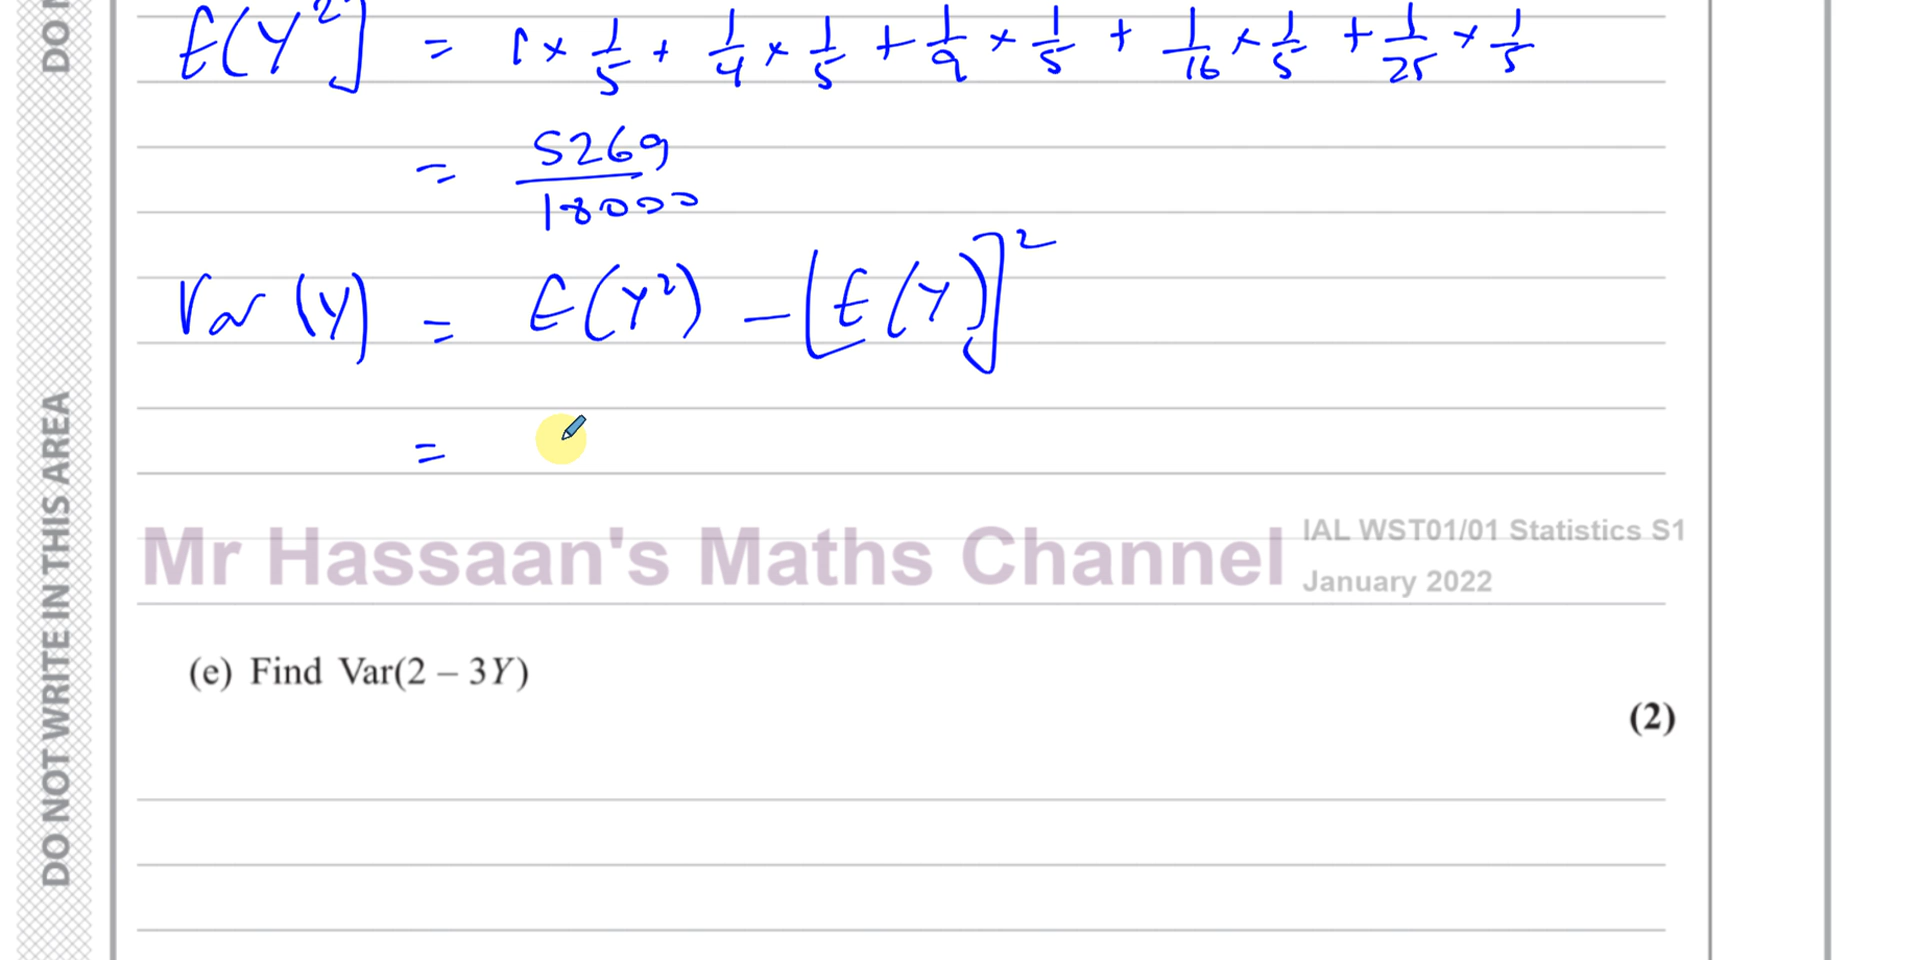 DO NOT WRITE IN THIS AREA
E(Y²) = 1 × 1/5 + 1/4 × 1/5 + 1/9 × 1/5 + 1/16 × 1/5 + 1/25 × 1/5
= 5269/18000
Var (Y) = E(Y²) - [E(Y)]²
=
Mr Hassaan's Maths Channel
IAL WST01/01 Statistics S1
January 2022
(e) Find Var(2 – 3Y)
(2)